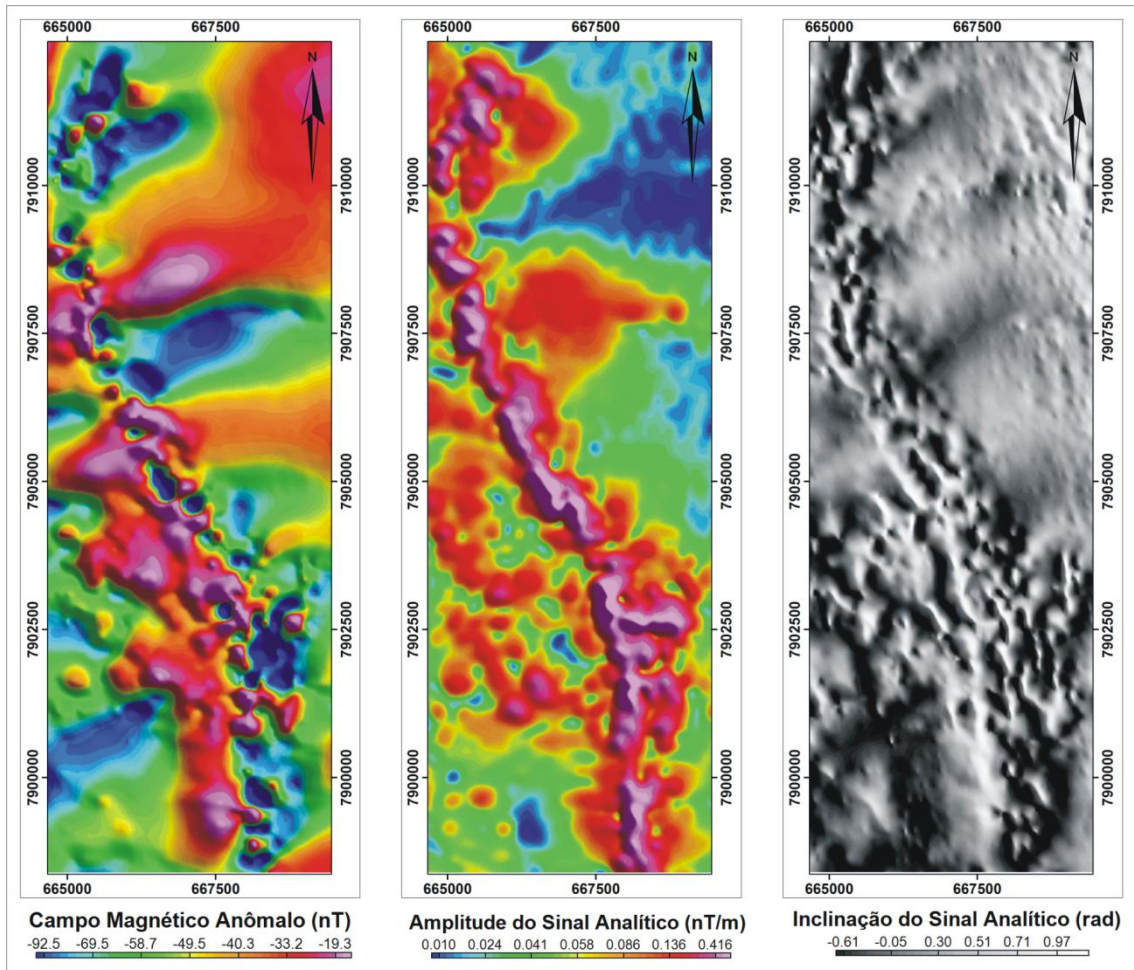 665000 667500
665000 667500
665000 667500
N
N
N
7910000 7910000
7907500 7907500
7905000 7905000
7902500 7902500
7900000 7900000
7910000 7910000
7907500 7907500
7905000 7905000
7902500 7902500
7900000 7900000
7910000 7910000
7907500 7907500
7905000 7905000
7902500 7902500
7900000 7900000
665000 667500
665000 667500
665000 667500
Campo Magnético Anômalo (nT)
-92.5 -69.5 -58.7 -49.5 -40.3 -33.2 -19.3
Amplitude do Sinal Analítico (nT/m)
0.010 0.024 0.041 0.058 0.086 0.136 0.416
Inclinação do Sinal Analítico (rad)
-0.61 -0.05 0.30 0.51 0.71 0.97